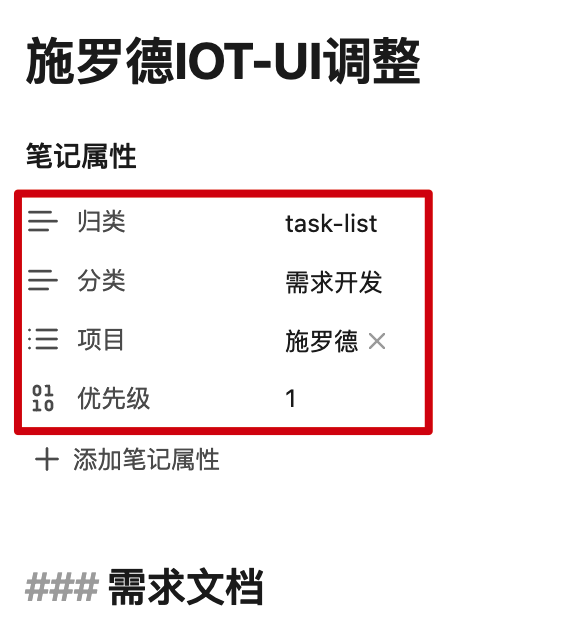 施罗德IOT-UI调整
笔记属性
归类 task-list
分类 需求开发
项目 施罗德 ×
优先级 1
+ 添加笔记属性
### 需求文档